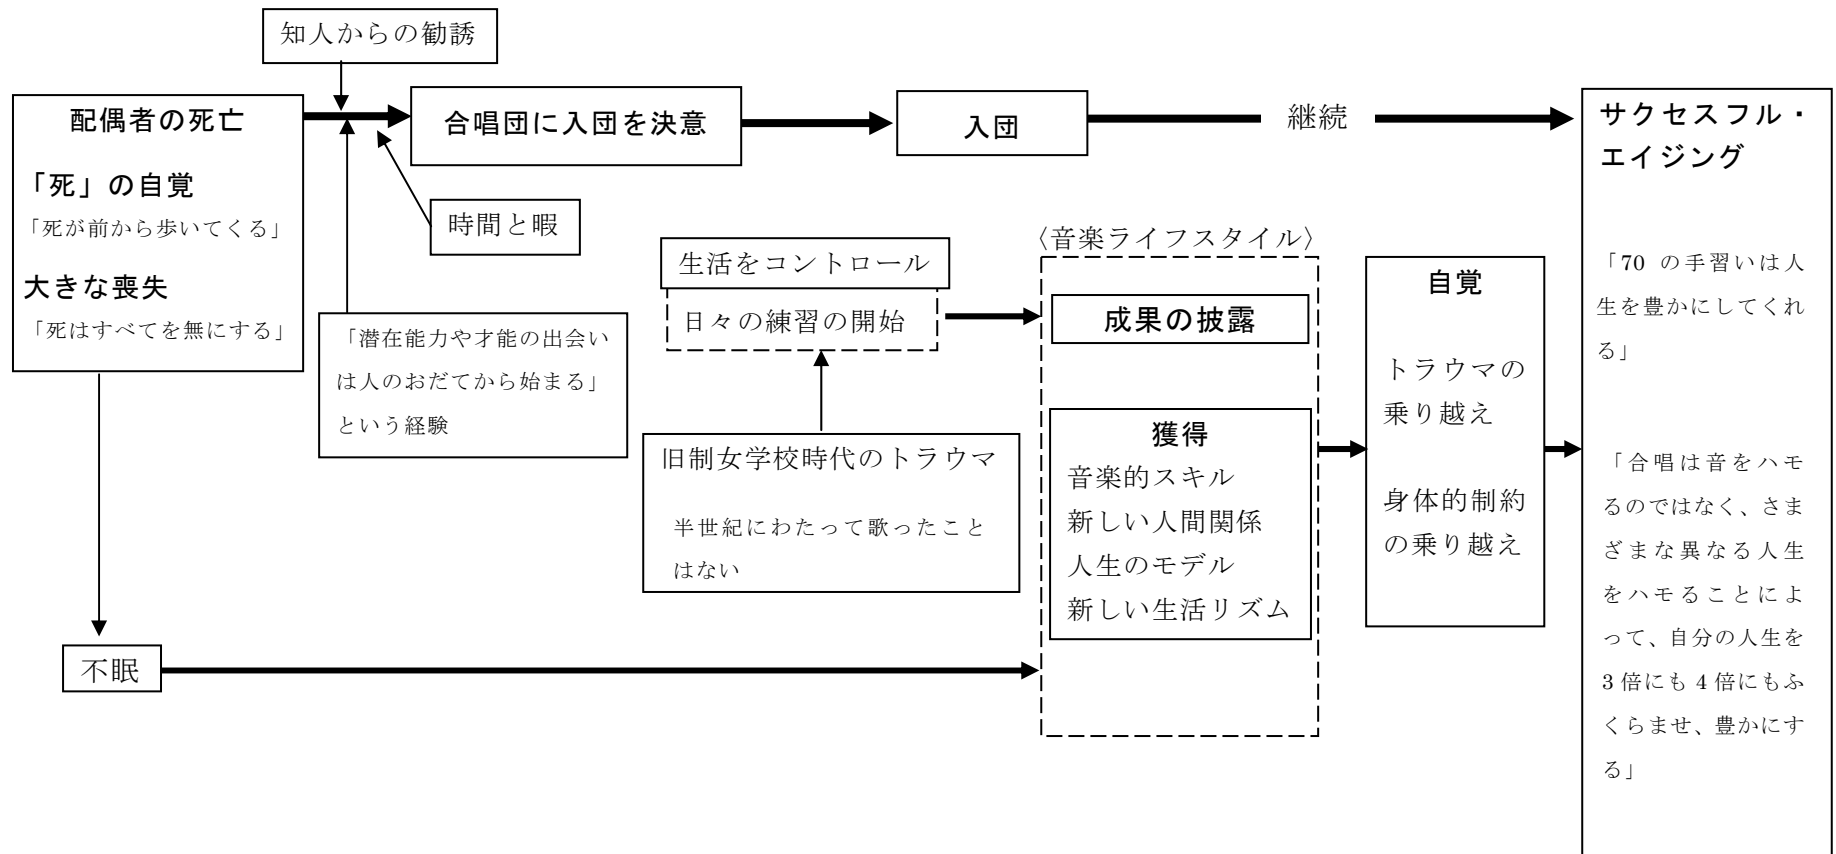 知人からの勧誘
配偶者の死亡
「死」の自覚
「死が前から歩いてくる」
大きな喪失
「死はすべてを無にする」
合唱団に入団を決意
入団
継続
サクセスフル・
エイジング
「70 の手習いは人
生を豊かにしてくれ
る」
「合唱は音をハモ
るのではなく、さま
ざまな異なる人生
をハモることによ
って、自分の人生を
3 倍にも 4 倍にもふ
くらませ、豊かにす
る」
時間と暇
「潜在能力や才能の出会い
は人のおだてから始まる」
という経験
生活をコントロール
日々の練習の開始
旧制女学校時代のトラウマ
半世紀にわたって歌ったこと
はない
〈音楽ライフスタイル〉
成果の披露
獲得
音楽的スキル
新しい人間関係
人生のモデル
新しい生活リズム
自覚
トラウマの
乗り越え
身体的制約
の乗り越え
不眠